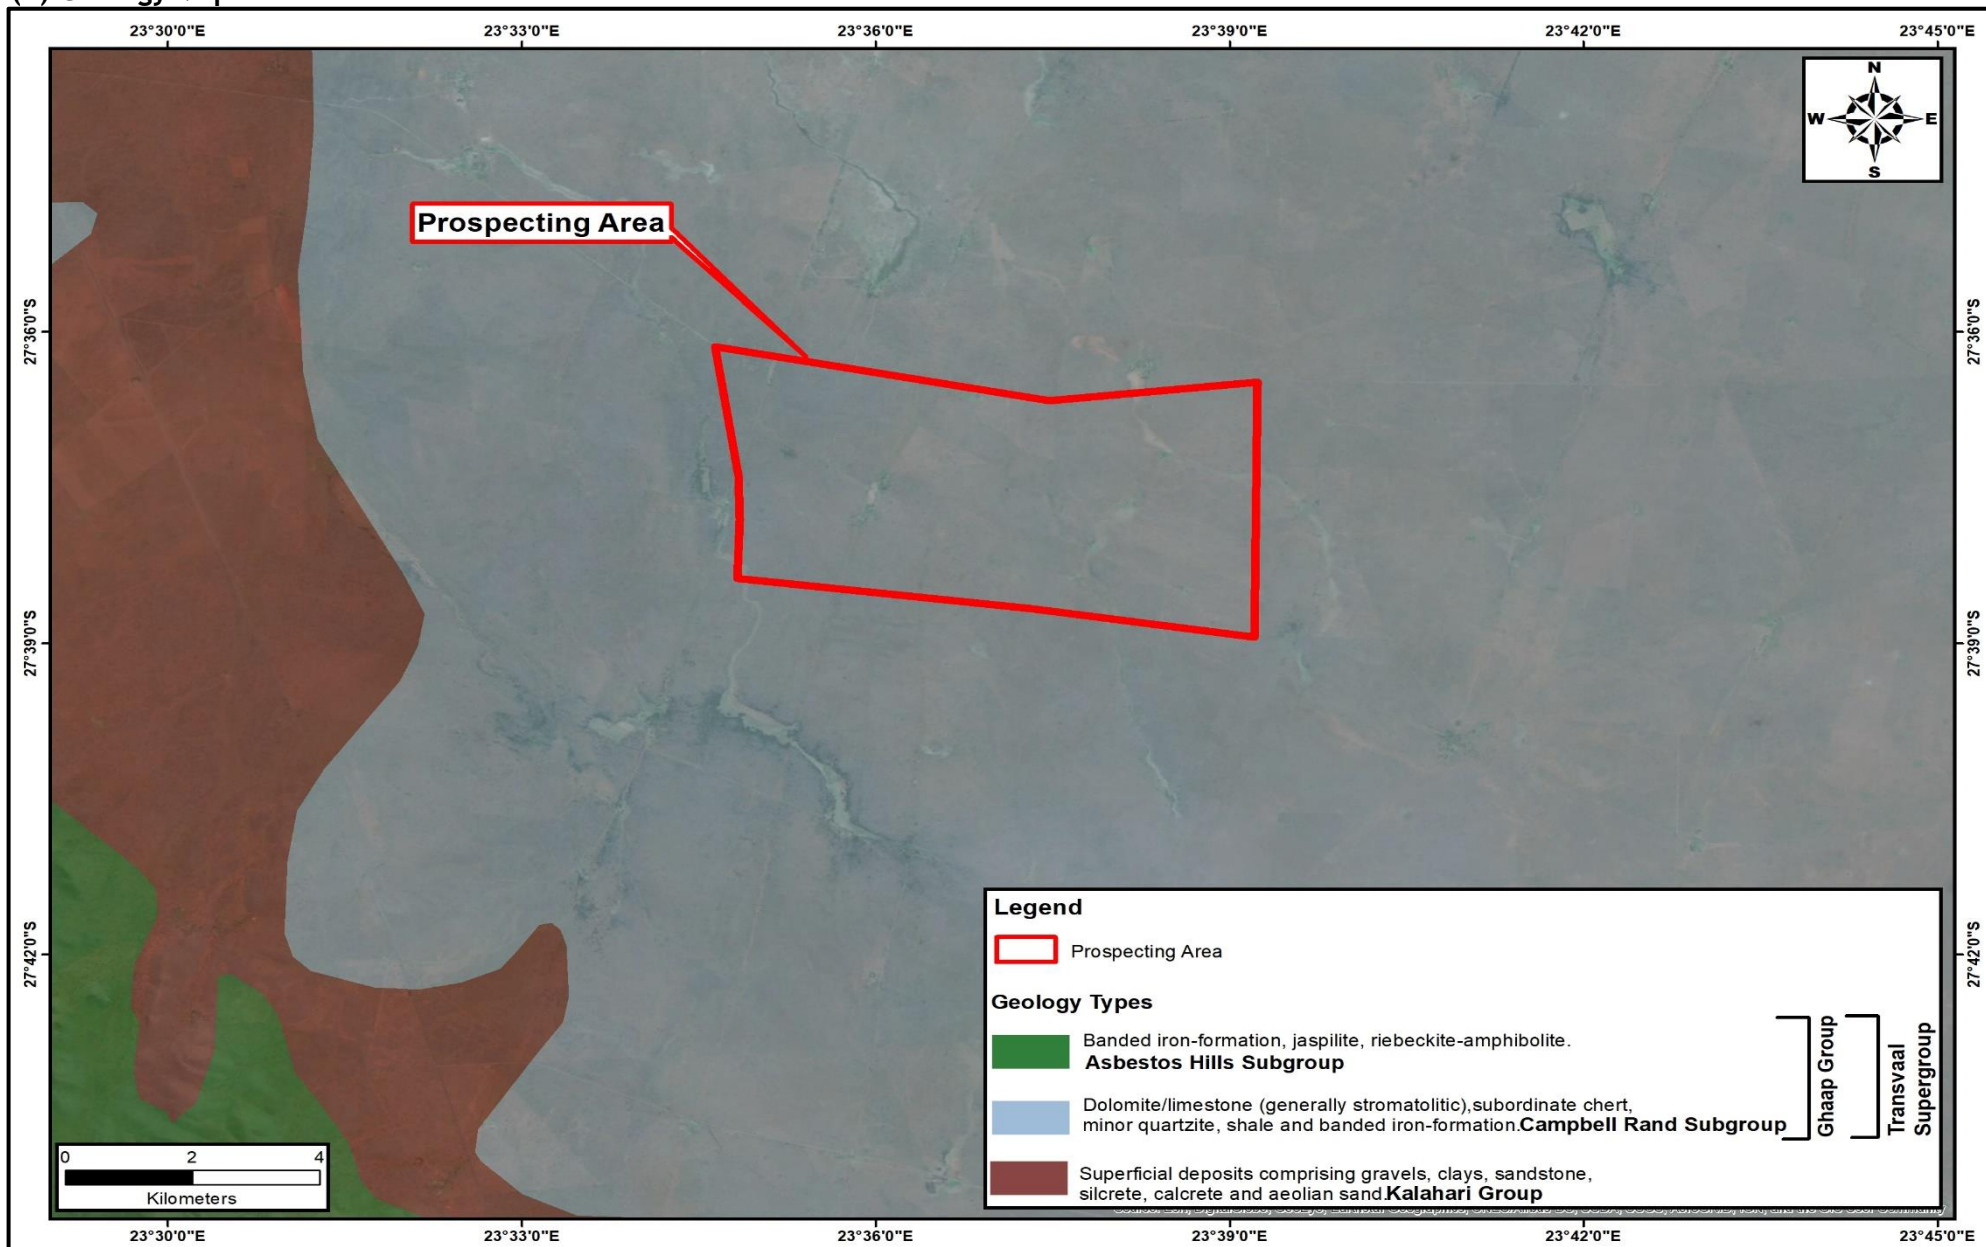 23°30'0"E 23°33'0"E 23°36'0"E 23°39'0"E 23°42'0"E 23°45'0"E
N
W E
S
Prospecting Area
27°36'0"S 27°36'0"S
27°39'0"S 27°39'0"S
27°42'0"S 27°42'0"S
Legend
Prospecting Area
Geology Types
Banded iron-formation, jaspilite, riebeckite-amphibolite.
Asbestos Hills Subgroup
Dolomite/limestone (generally stromatolitic),subordinate chert,
minor quartzite, shale and banded iron-formation.Campbell Rand Subgroup
Superficial deposits comprising gravels, clays, sandstone,
silcrete, calcrete and aeolian sand.Kalahari Group
Ghaap Group
Transvaal
Supergroup
0 2 4
Kilometers
23°30'0"E 23°33'0"E 23°36'0"E 23°39'0"E 23°42'0"E 23°45'0"E